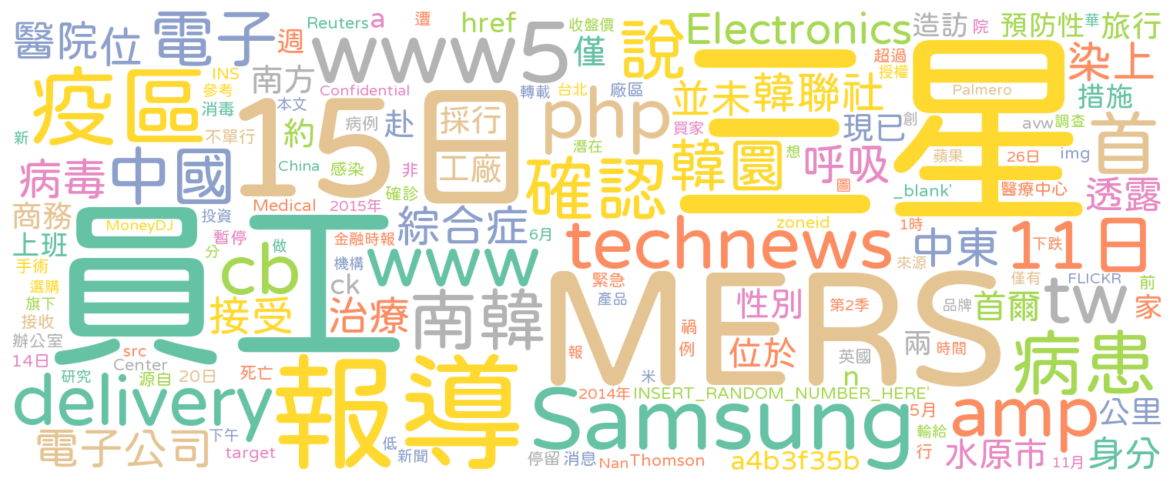 醫院位 電子 Reuters a 遭 href 收盤價 Electronics 造訪 院 預防性 華 旅行
週 www5 僅 說 三星 超過 授權 染上
疫區 INS 參考 南方 Confidential 轉載 台北 廠區 並未 韓聯社 Palmero 措施
新 消毒 約 本文 病例 赴 採行 php 買家 現已 創 avw 調查 首
不單行 15日 工廠 潛在 確認 韓圜 想 呼吸 蘋果 26日 img
病毒 中國 China 感染 非 _blank' 醫療中心 透露
商務 MoneyDJ 投資 Medical 2015年 確診 綜合症 6月 zoneid 圖
上班 員工 暫停 做 金融時報 www technews 中東 1時 11日 下跌
手術 分 cb 機構 ck 緊急 來源 僅有 FLICKR 前
選購 旗下 接受 治療 南韓 產品 MERS 性別 第2季 品牌 首爾 tw 家
接收 辦公室 禍 例 位於 英國 兩 時間 病患
14日 src Center 報導 報 n
研究 源自 20日 死亡 米 2014年 INSERT_RANDOM_NUMBER_HERE'
delivery Samsung 5月 amp 公里
電子公司 下午 target 低 新聞 停留 消息 Nan Thomson a4b3f35b 輸給 行 水原市 11月 身分